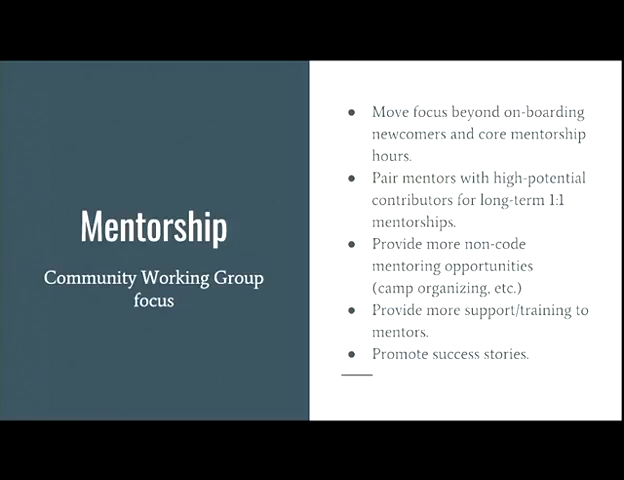 Mentorship
Community Working Group
focus
● Move focus beyond on-boarding
newcomers and core mentorship
hours.
● Pair mentors with high-potential
contributors for long-term 1:1
mentorships.
● Provide more non-code
mentoring opportunities
(camp organizing, etc.)
● Provide more support/training to
mentors.
● Promote success stories.